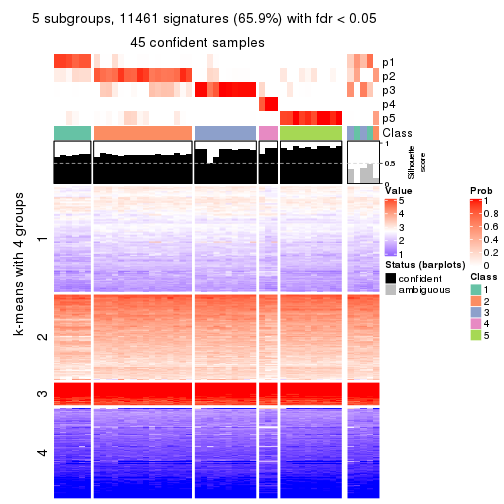 5 subgroups, 11461 signatures (65.9%) with fdr < 0.05
45 confident samples
p1
p2
p3
p4
p5
Class
1
0.5
0
Silhouette
score
k-means with 4 groups
1
2
3
4
Value
5
4
3
2
1
Status (barplots)
confident
ambiguous
Prob
1
0.8
0.6
0.4
0.2
0
Class
1
2
3
4
5